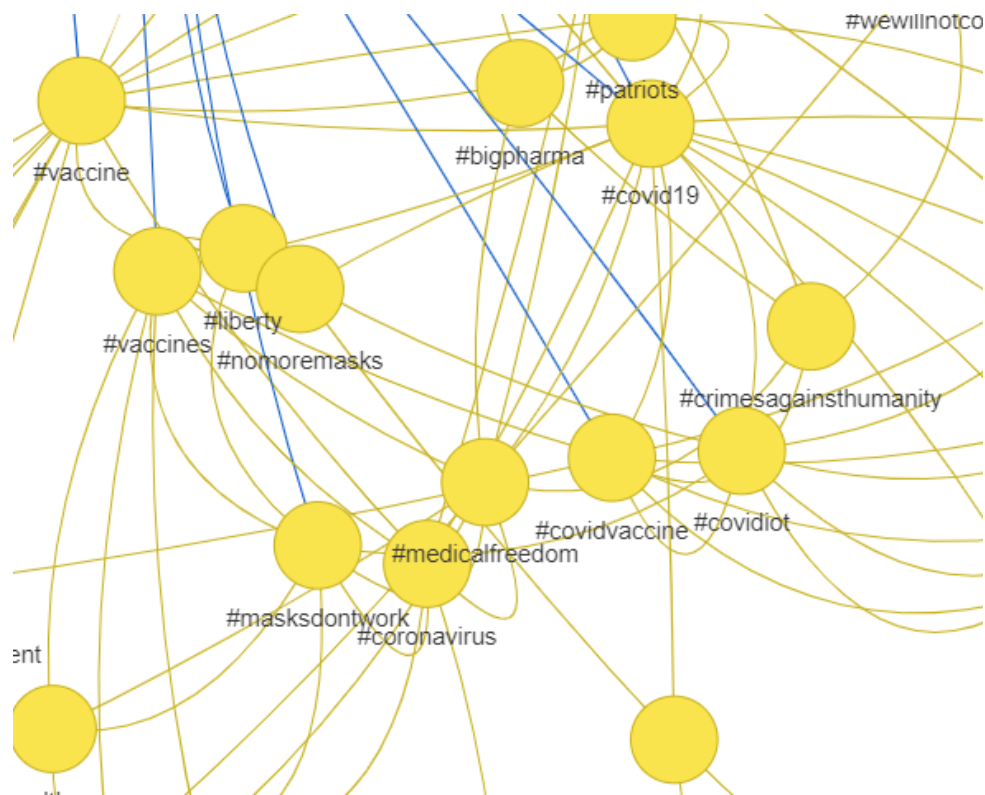 #patriots
#vaccine
#bigpharma
#covid19
#liberty
#vaccines
#nomoremasks
#crimesagainsthumanity
#covidvaccine
#covidiot
#medicalfreedom
#masksdontwork
#coronavirus